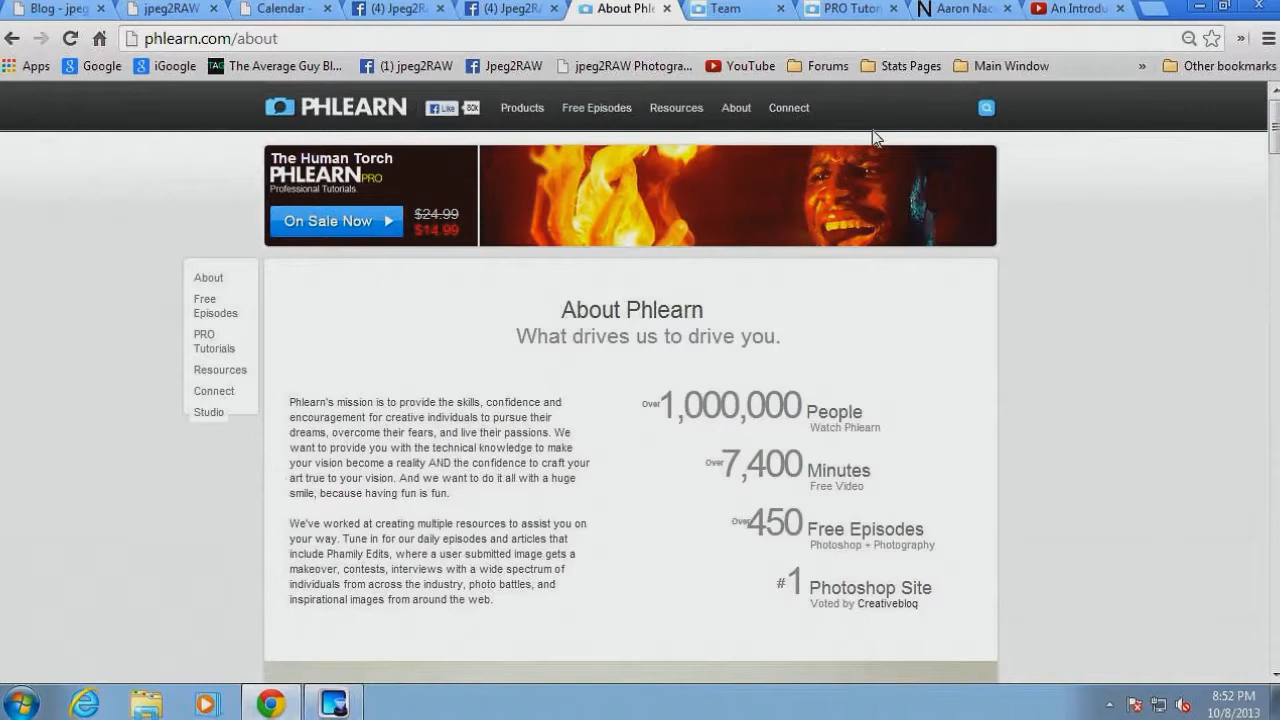 Blog - jpeg
jpeg2RAW
Calendar -
(4) Jpeg2
(4) Jpeg2
About Phl
Team
PRO Tutor
Aaron Nac
An Introdu
phlearn.com/about
Apps
Google
iGoogle
The Average Guy Bl...
(1) jpeg2RAW
Jpeg2RAW
jpeg2RAW Photogra...
YouTube
Forums
Stats Pages
Main Window
»
Other bookmarks
PHLEARN
Like
80k
Products
Free Episodes
Resources
About
Connect
The Human Torch
PHLEARN PRO
Professional Tutorials.
On Sale Now
$24.99
$14.99
About
Free
Episodes
PRO
Tutorials
Resources
Connect
Studio
About Phlearn
What drives us to drive you.
Phlearn's mission is to provide the skills, confidence and
encouragement for creative individuals to pursue their
dreams, overcome their fears, and live their passions. We
want to provide you with the technical knowledge to make
your vision become a reality AND the confidence to craft your
art true to your vision. And we want to do it all with a huge
smile, because having fun is fun.
We've worked at creating multiple resources to assist you on
your way. Tune in for our daily episodes and articles that
include Phamily Edits, where a user submitted image gets a
makeover, contests, interviews with a wide spectrum of
individuals from across the industry, photo battles, and
inspirational images from around the web.
Over 1,000,000 People
Watch Phlearn
Over 7,400 Minutes
Free Video
Over 450 Free Episodes
Photoshop + Photography
#1 Photoshop Site
Voted by Creativebloq
8:52 PM
10/8/2013